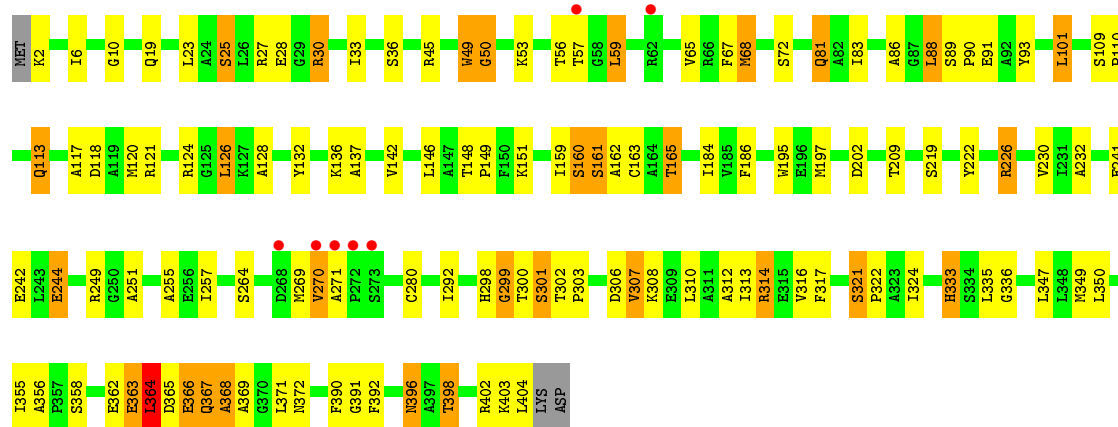 MET K2 I6 G10 Q19 L23 A24 S25 L26 R27 E28 G29 R30 I33 S36 R45 W49 G50 K53 T56 T57 G58 L59 R62 V65 R66 F67 M68 S72 Q81 A82 I83 A86 G87 L88 S89 P90 E91 A92 Y93 L101 S109 R110
Q113 A117 D118 A119 M120 R121 R124 G125 L126 K127 A128 Y132 K136 A137 V142 L146 A147 T148 P149 F150 K151 I159 S160 S161 A162 C163 A164 T165 I184 V185 F186 W195 E196 M197 D202 T209 S219 Y222 R226 V230 I231 A232 E241
E242 L243 E244 R249 G250 A251 A255 E256 I257 S264 D268 M269 V270 A271 P272 S273 C280 I292 H298 G299 T300 S301 T302 P303 D306 V307 K308 E309 L310 A311 A312 I313 R314 E315 V316 F317 S321 P322 A323 I324 H333 S334 L335 G336 L347 L348 M349 L350
I355 A356 P357 S358 E362 E363 L364 D365 E366 Q367 A368 A369 G370 L371 N372 F390 G391 F392 N396 A397 T398 R402 K403 L404 LYS ASP